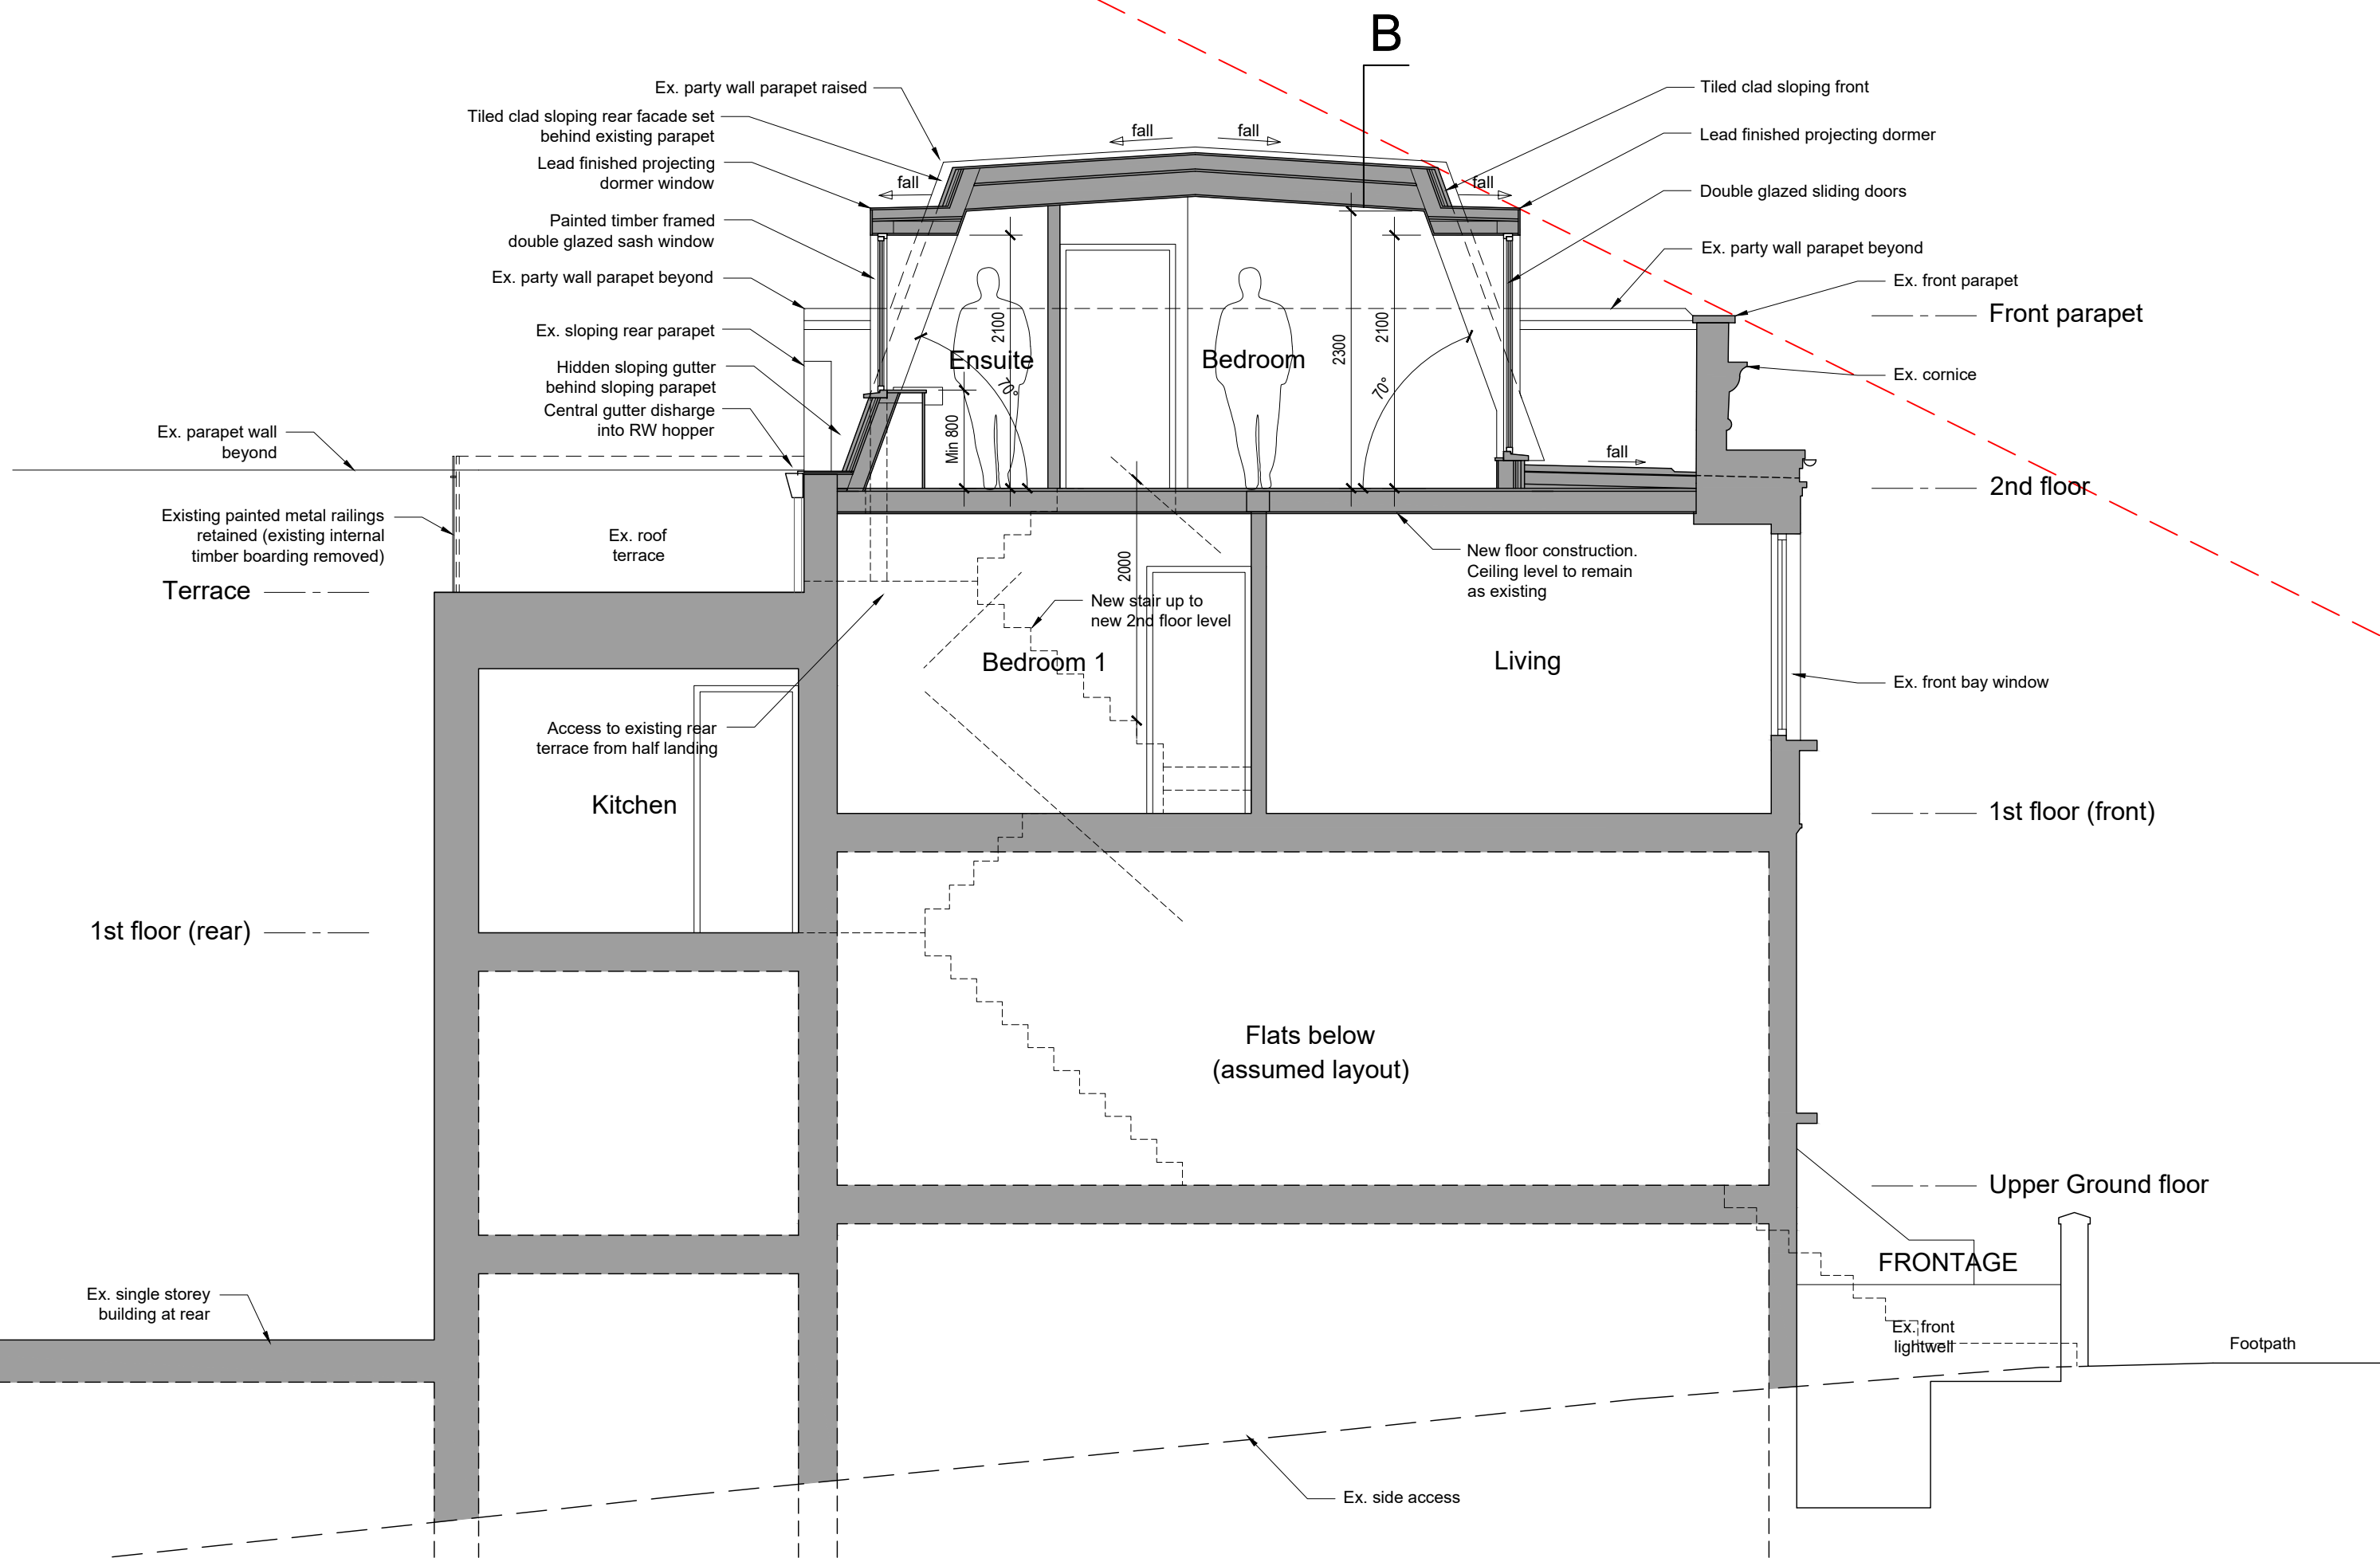 B
Ex. party wall parapet raised
Tiled clad sloping rear facade set
behind existing parapet
Lead finished projecting
dormer window
Painted timber framed
double glazed sash window
Ex. party wall parapet beyond
Ex. sloping rear parapet
Hidden sloping gutter
behind sloping parapet
Central gutter disharge
into RW hopper
Ex. parapet wall
beyond
Existing painted metal railings
retained (existing internal
timber boarding removed)
Terrace
Ex. roof
terrace
fall
fall
fall
fall
Tiled clad sloping front
Lead finished projecting dormer
Double glazed sliding doors
Ex. party wall parapet beyond
Ex. front parapet
Front parapet
Ex. cornice
fall
2nd floor
2100
Ensuite
70°
Min 800
Bedroom
2300
2100
70°
2000
New floor construction.
Ceiling level to remain
as existing
New stair up to
new 2nd floor level
Bedroom 1
Living
Ex. front bay window
Access to existing rear
terrace from half landing
Kitchen
1st floor (front)
1st floor (rear)
Flats below
(assumed layout)
Upper Ground floor
FRONTAGE
Ex. front
lightwell
Footpath
Ex. single storey
building at rear
Ex. side access